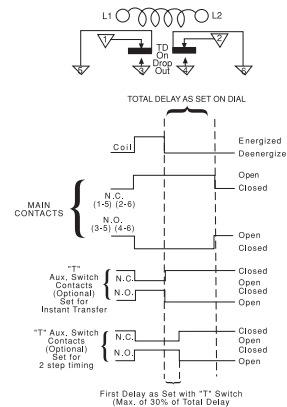 L1 L2
1 2
TD
On
Drop
Out
5 3 4 6
TOTAL DELAY AS SET ON DIAL
Coil
Energized
Deenergize
MAIN
CONTACTS
N.C.
(1-5) (2-6)
Open
Closed
N.O.
(3-5) (4-6)
Open
Closed
"T"
Aux. Switch
Contacts
(Optional)
Set for
Instant Transfer
N.C.
N.O.
Closed
Open
Closed
Open
"T" Aux. Switch
Contacts
(Optional)
Set for
2 step timing
N.C.
N.O.
Closed
Open
Closed
Open
First Delay as Set with "T" Switch
(Max. of 30% of Total Delay